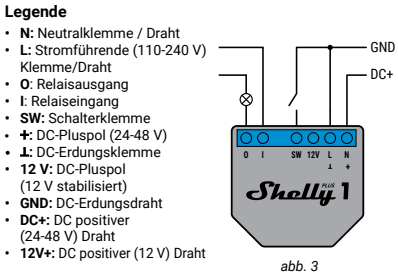 Legende
• N: Neutralklemme / Draht
• L: Stromführende (110-240 V)
Klemme/Draht
• O: Relaisausgang
• I: Relaiseingang
• SW: Schalterklemme
• +: DC-Pluspol (24-48 V)
• ⊥: DC-Erdungsklemme
• 12 V: DC-Pluspol
(12 V stabilisiert)
• GND: DC-Erdungsdraht
• DC+: DC positiver
(24-48 V) Draht
• 12V+: DC positiver (12 V) Draht
GND
DC+
O I SW 12V L N
⊥ +
Shelly PLUS 1
abb. 3